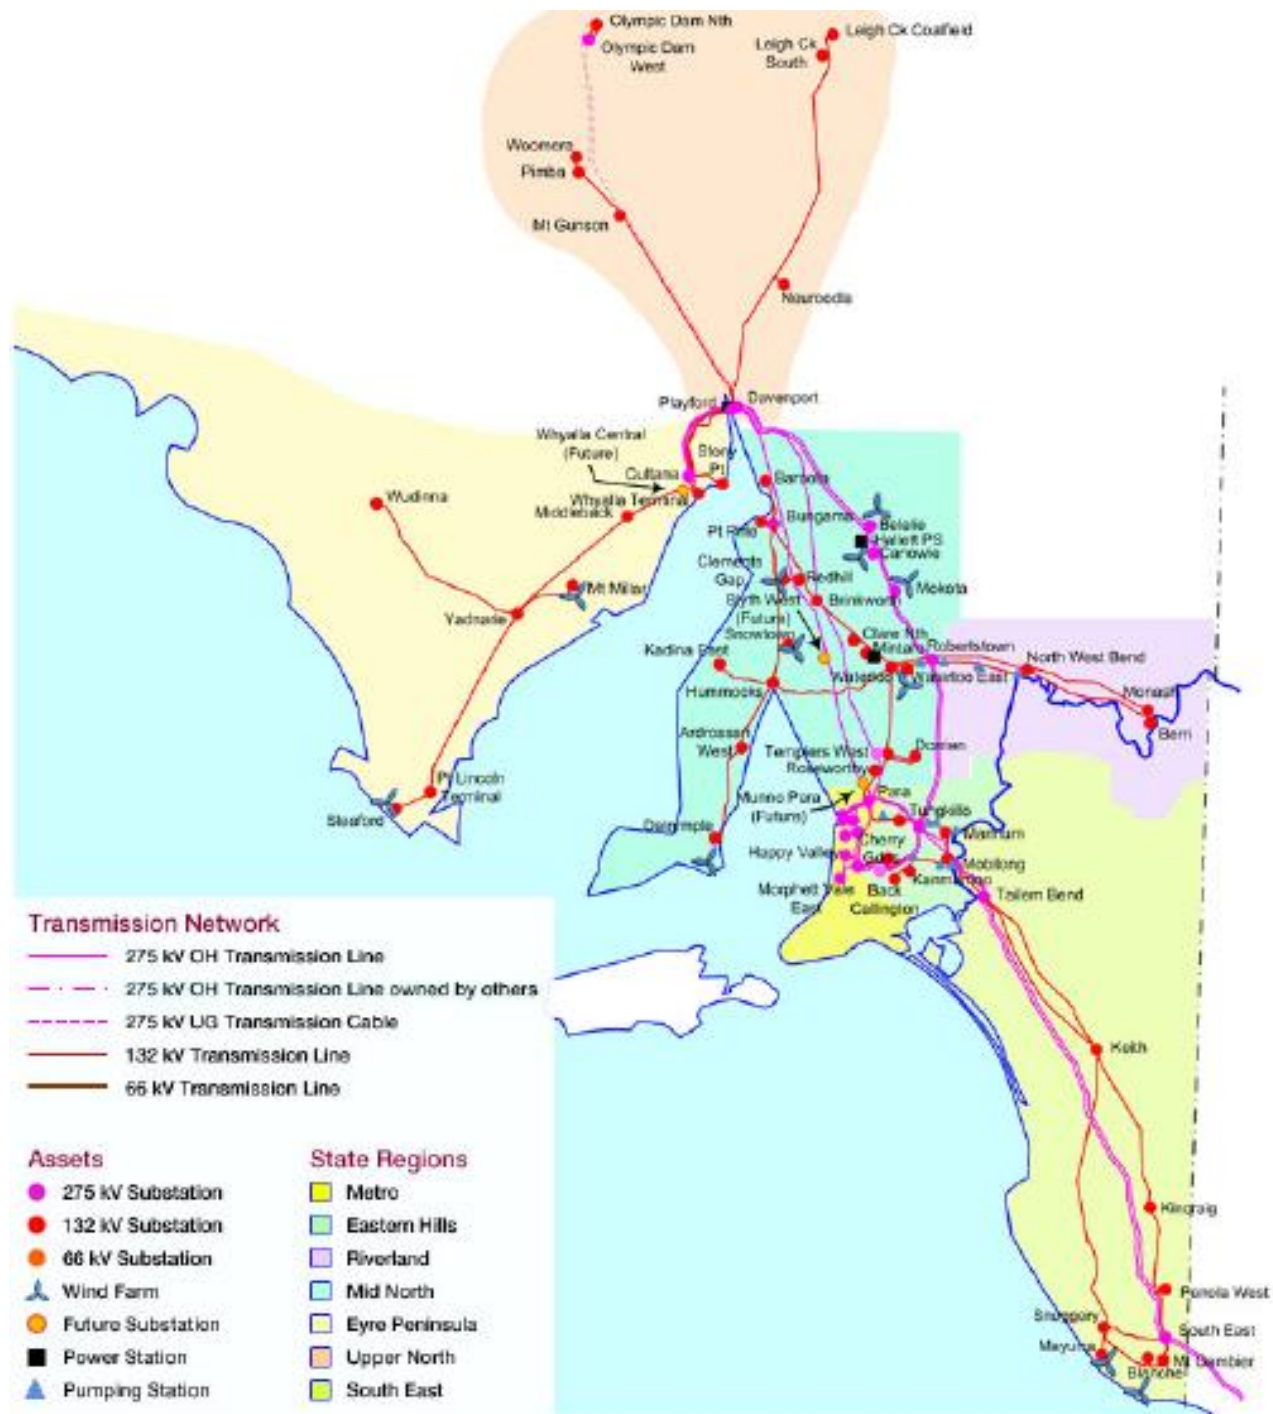 Olympic Dam Nth
Leigh Ck Coalfield
Olympic Dam
West
Leigh Ck
South
Woomera
Pimba
Mt Gunson
Neuroodla
Playford
Davenport
Whyalla Central
(Future)
Stony
Pt
Cultana
Baroota
Wudinna
Whyalla Terminal
Middleback
Bungama
Pt Pirie
Belalie
Hallett PS
Canowie
Clements
Gap
Redhill
Mokota
Mt Millar
Blyth West
(Future)
Brinkworth
Yadnarie
Snowtown
Clare Nth
Mintaro
Robertstown
Kadina East
North West Bend
Waterloo
Waterloo East
Hummocks
Monash
Berri
Ardrossan
West
Templers West
Dorrien
Roseworthy
Pt Lincoln
Terminal
Munno Para
(Future)
Para
Sleaford
Tungkillo
Dalrymple
Cherry
Gdns
Mannum
Happy Valley
Mobilong
Kanmantoo
Morphett Vale
East
Back
Callington
Tailem Bend
Keith
Kincraig
Penola West
Snuggery
South East
Mayurra
Mt Gambier
Blanche
Transmission Network
275 kV OH Transmission Line
275 kV OH Transmission Line owned by others
275 kV UG Transmission Cable
132 kV Transmission Line
66 kV Transmission Line
Assets
275 kV Substation
132 kV Substation
66 kV Substation
Wind Farm
Future Substation
Power Station
Pumping Station
State Regions
Metro
Eastern Hills
Riverland
Mid North
Eyre Peninsula
Upper North
South East